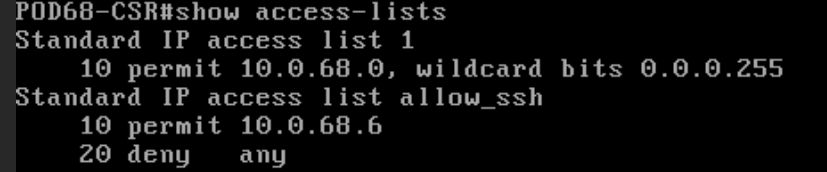 POD68-CSR#show access-lists
Standard IP access list 1
    10 permit 10.0.68.0, wildcard bits 0.0.0.255
Standard IP access list allow_ssh
    10 permit 10.0.68.6
    20 deny   any